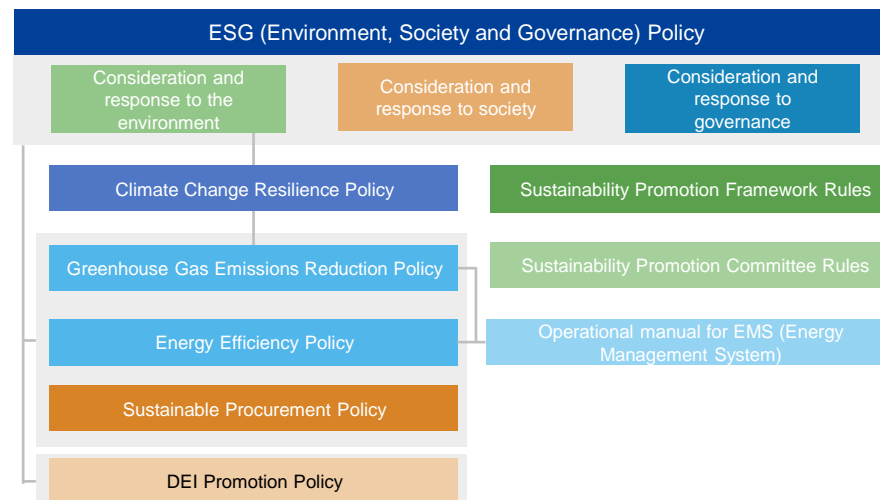 ESG (Environment, Society and Governance) Policy
Consideration and
response to the
environment
Consideration and
response to society
Consideration and
response to
governance
Climate Change Resilience Policy
Sustainability Promotion Framework Rules
Greenhouse Gas Emissions Reduction Policy
Sustainability Promotion Committee Rules
Energy Efficiency Policy
Operational manual for EMS (Energy
Management System)
Sustainable Procurement Policy
DEI Promotion Policy